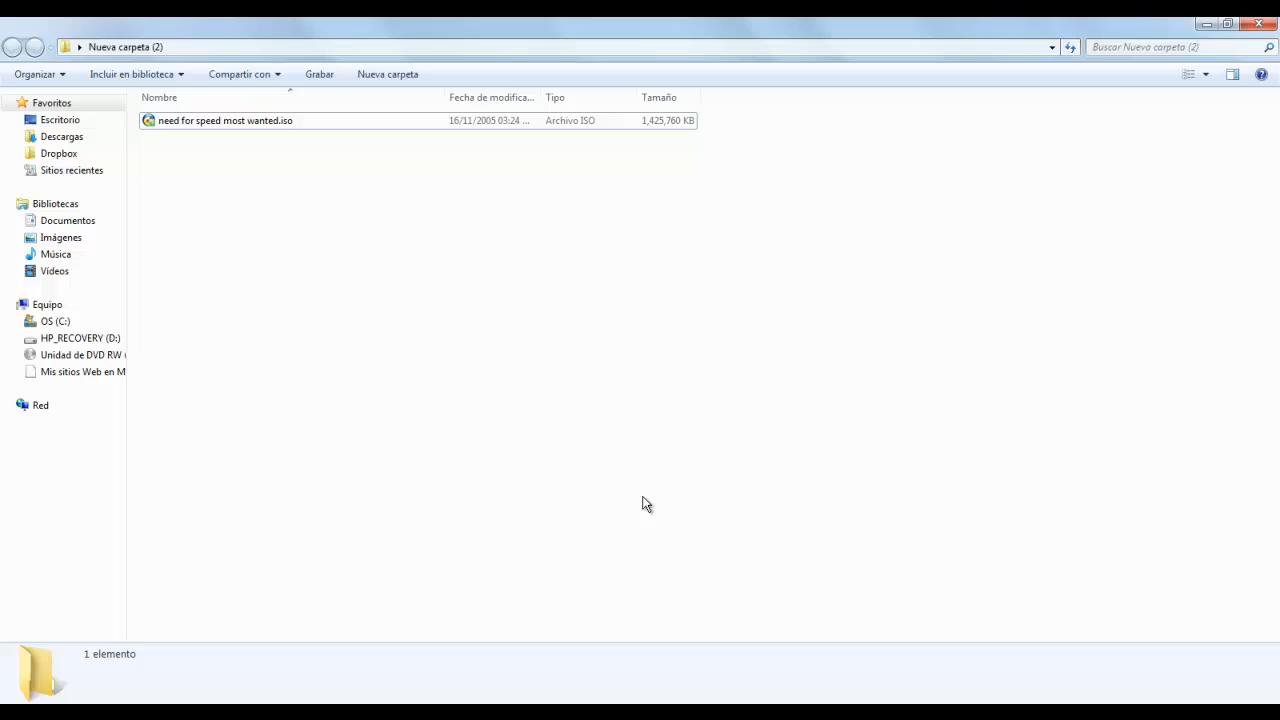 Nueva carpeta (2)
Buscar Nueva carpeta (2)
Organizar
Incluir en biblioteca
Compartir con
Grabar
Nueva carpeta
Nombre
Fecha de modifica...
Tipo
Tamaño
need for speed most wanted.iso
16/11/2005 03:24 ...
Archivo ISO
1,425,760 KB
Favoritos
Escritorio
Descargas
Dropbox
Sitios recientes
Bibliotecas
Documentos
Imágenes
Música
Vídeos
Equipo
OS (C:)
HP_RECOVERY (D:)
Unidad de DVD RW (
Mis sitios Web en M
Red
1 elemento